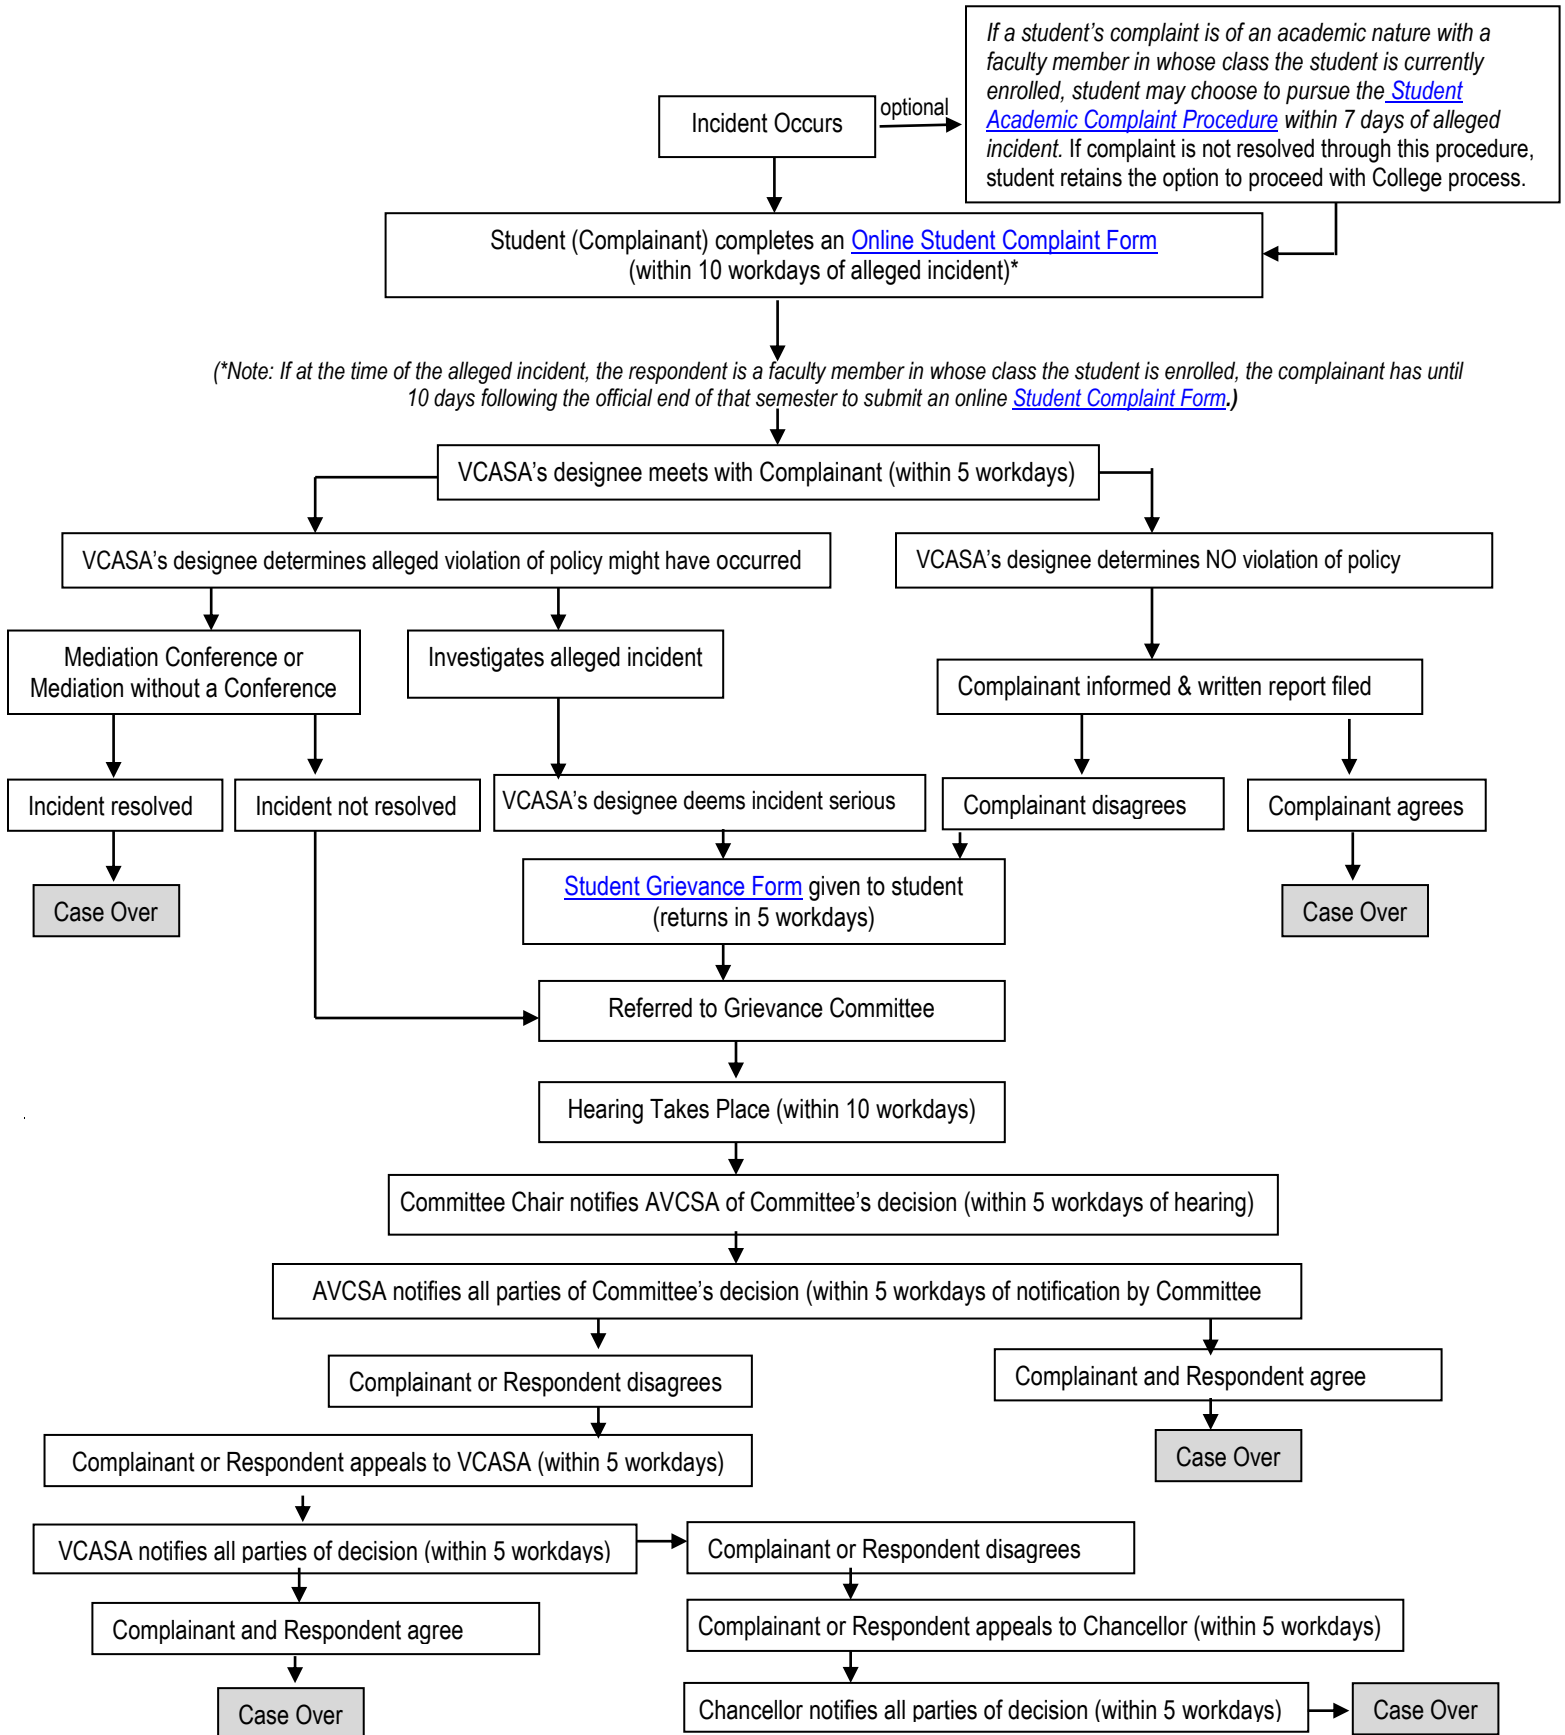 If a student’s complaint is of an academic nature with a
faculty member in whose class the student is currently
enrolled, student may choose to pursue the Student
Academic Complaint Procedure within 7 days of alleged
incident. If complaint is not resolved through this procedure,
student retains the option to proceed with College process.
optional
Incident Occurs
Student (Complainant) completes an Online Student Complaint Form
(within 10 workdays of alleged incident)*
(*Note: If at the time of the alleged incident, the respondent is a faculty member in whose class the student is enrolled, the complainant has until
10 days following the official end of that semester to submit an online Student Complaint Form.)
VCASA’s designee meets with Complainant (within 5 workdays)
VCASA’s designee determines alleged violation of policy might have occurred
VCASA’s designee determines NO violation of policy
Mediation Conference or
Mediation without a Conference
Investigates alleged incident
Complainant informed & written report filed
Incident resolved
Incident not resolved
VCASA’s designee deems incident serious
Complainant disagrees
Complainant agrees
Case Over
Student Grievance Form given to student
(returns in 5 workdays)
Case Over
Referred to Grievance Committee
Hearing Takes Place (within 10 workdays)
Committee Chair notifies AVCSA of Committee’s decision (within 5 workdays of hearing)
AVCSA notifies all parties of Committee’s decision (within 5 workdays of notification by Committee
Complainant or Respondent disagrees
Complainant and Respondent agree
Complainant or Respondent appeals to VCASA (within 5 workdays)
Case Over
VCASA notifies all parties of decision (within 5 workdays)
Complainant or Respondent disagrees
Complainant and Respondent agree
Complainant or Respondent appeals to Chancellor (within 5 workdays)
Case Over
Chancellor notifies all parties of decision (within 5 workdays)
Case Over